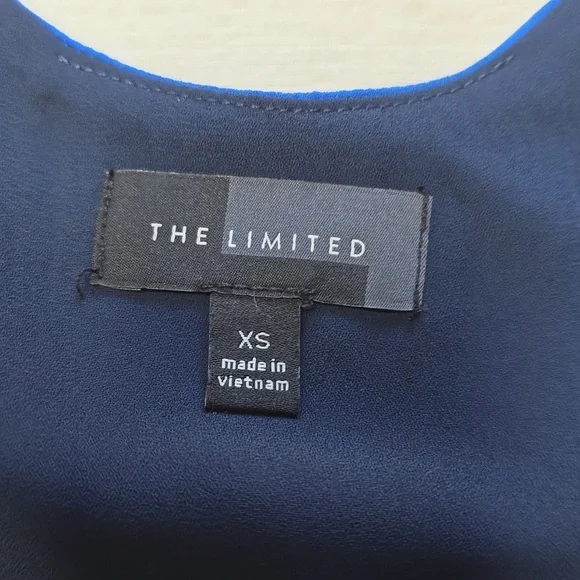 THE LIMITED
XS
made in
vietnam